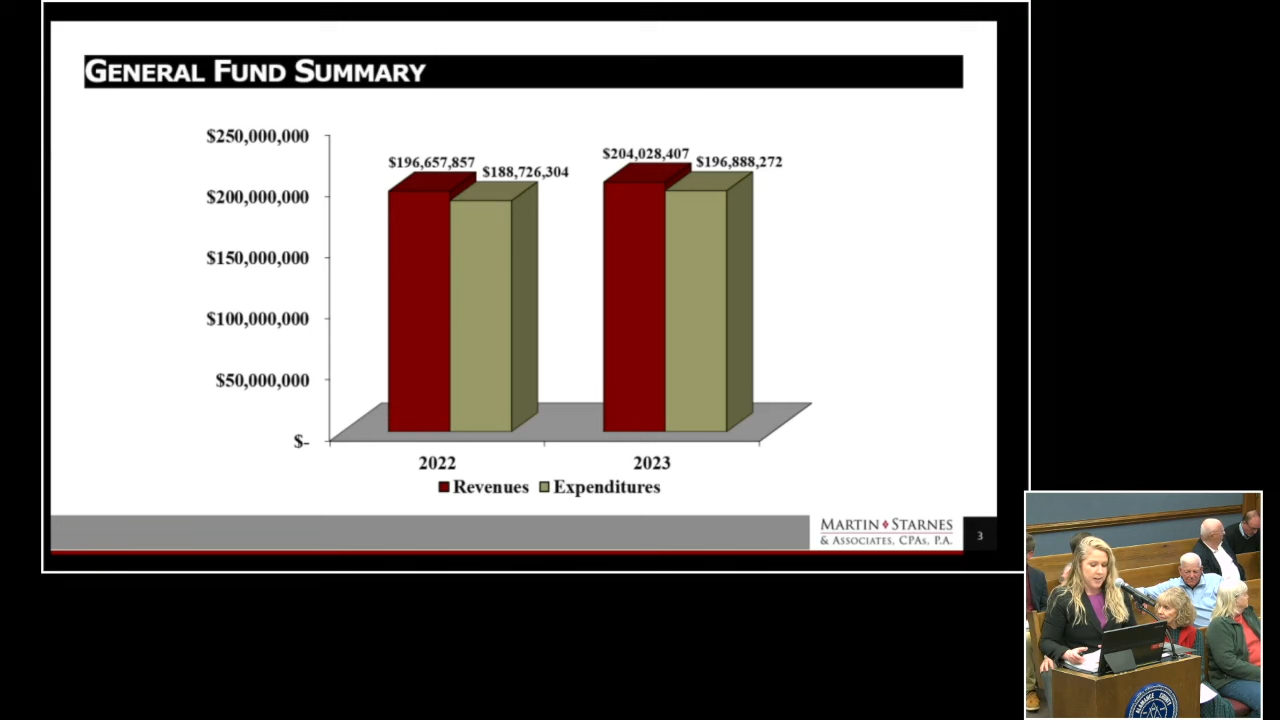 GENERAL FUND SUMMARY
$250,000,000
$200,000,000
$150,000,000
$100,000,000
$50,000,000
$-
$196,657,857
$188,726,304
$204,028,407
$196,888,272
2022
2023
Revenues
Expenditures
MARTIN STARNES
& ASSOCIATES, CPAs, P.A.
3
ALAMANCE COUNTY